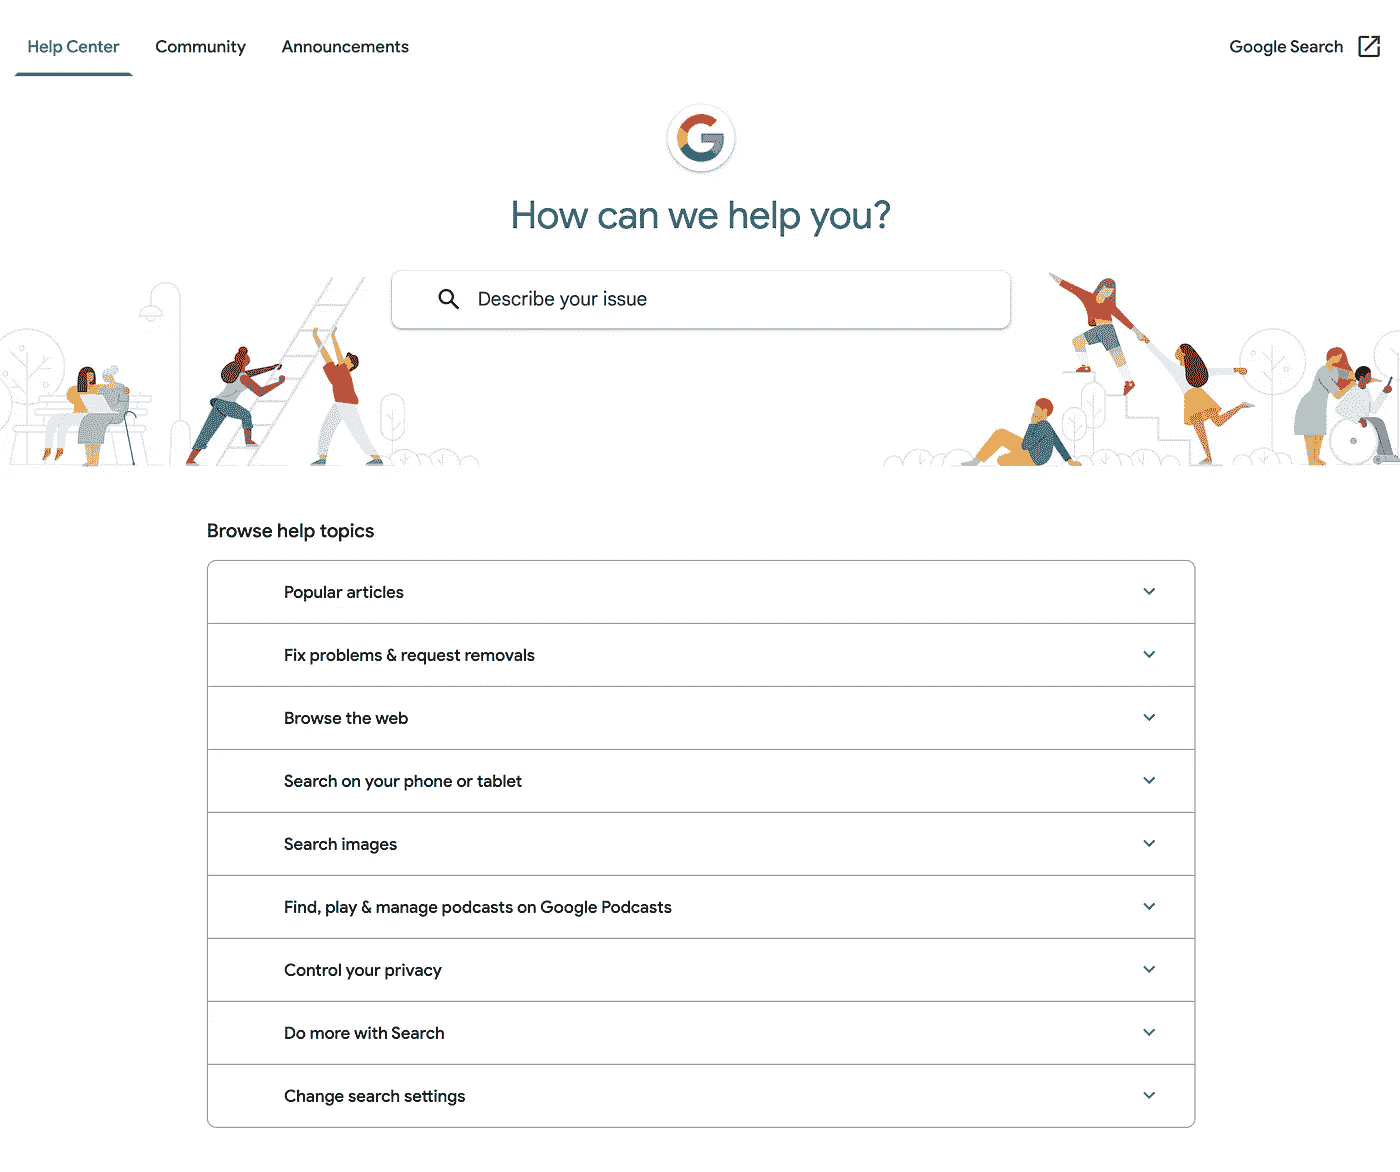 Help Center
Community
Announcements
Google Search
G
How can we help you?
Describe your issue
Browse help topics
Popular articles
Fix problems & request removals
Browse the web
Search on your phone or tablet
Search images
Find, play & manage podcasts on Google Podcasts
Control your privacy
Do more with Search
Change search settings